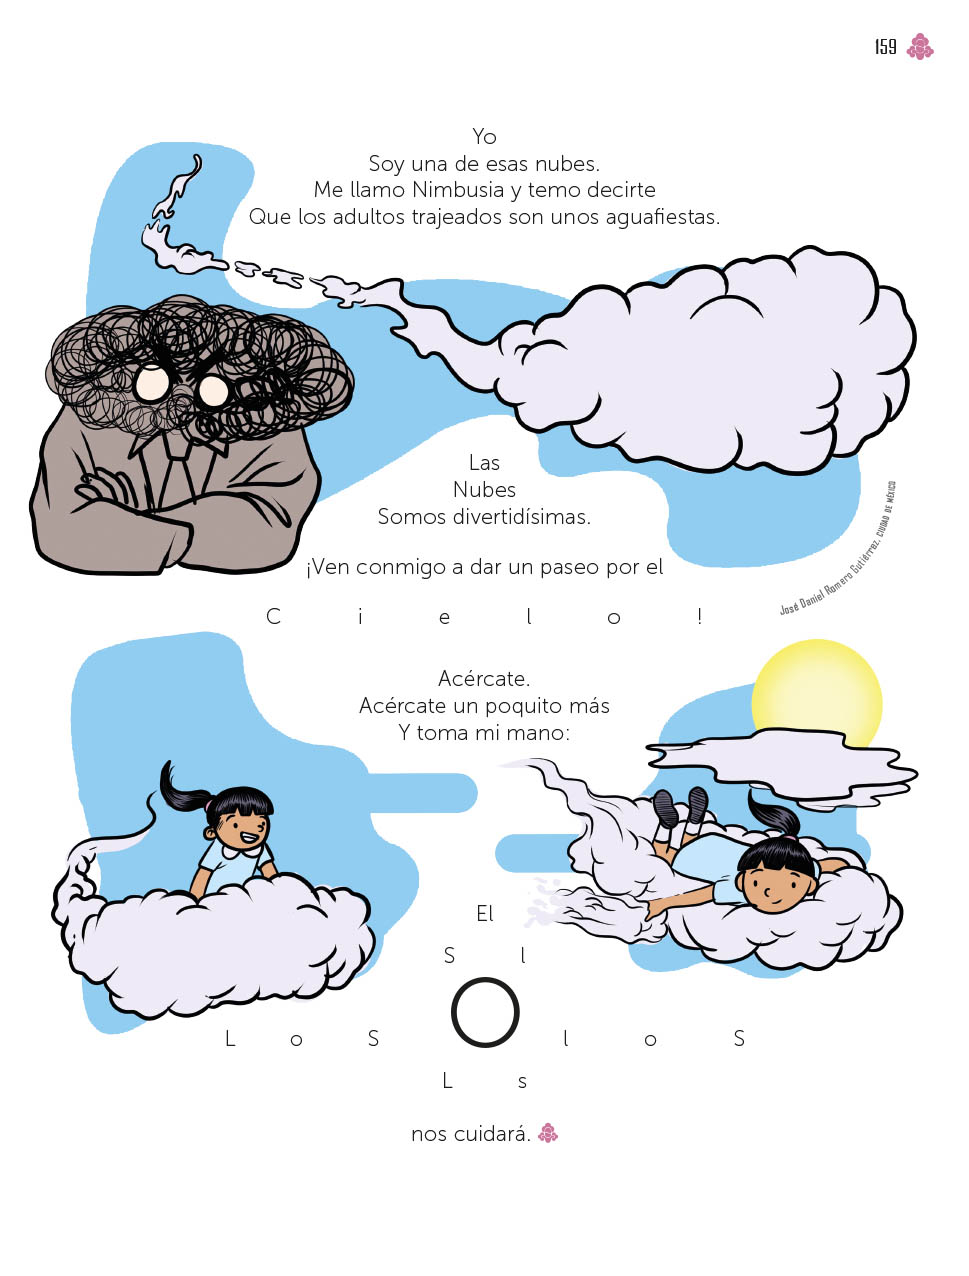 159
Yo
Soy una de esas nubes.
Me llamo Nimbusia y temo decirte
Que los adultos trajeados son unos aguafiestas.
Las
Nubes
Somos divertidísimas.
¡Ven conmigo a dar un paseo por el
C i e l o !
José Daniel Romero Gutiérrez, CIUDAD DE MÉXICO
Acércate.
Acércate un poquito más
Y toma mi mano:
El
S l
O
L o S l o S
L s
nos cuidará.